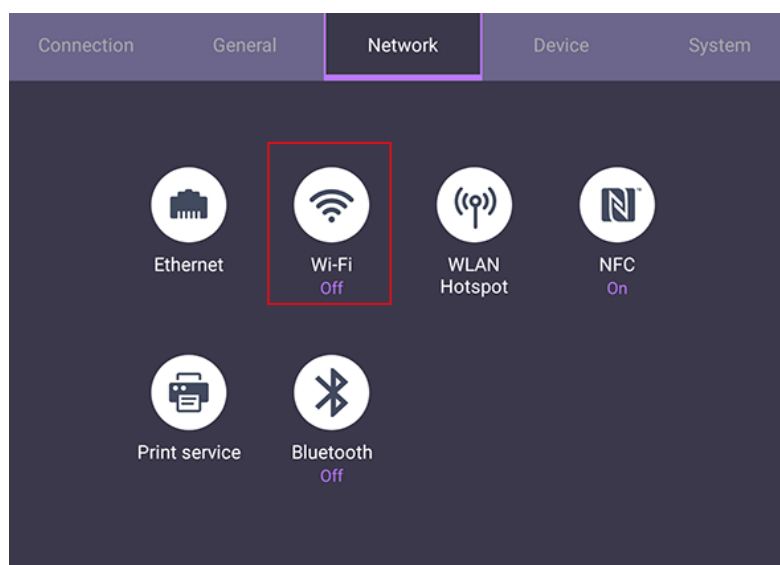 Connection General Network Device System
Ethernet Wi-Fi WLAN NFC
Off Hotspot On
Print service Bluetooth
Off